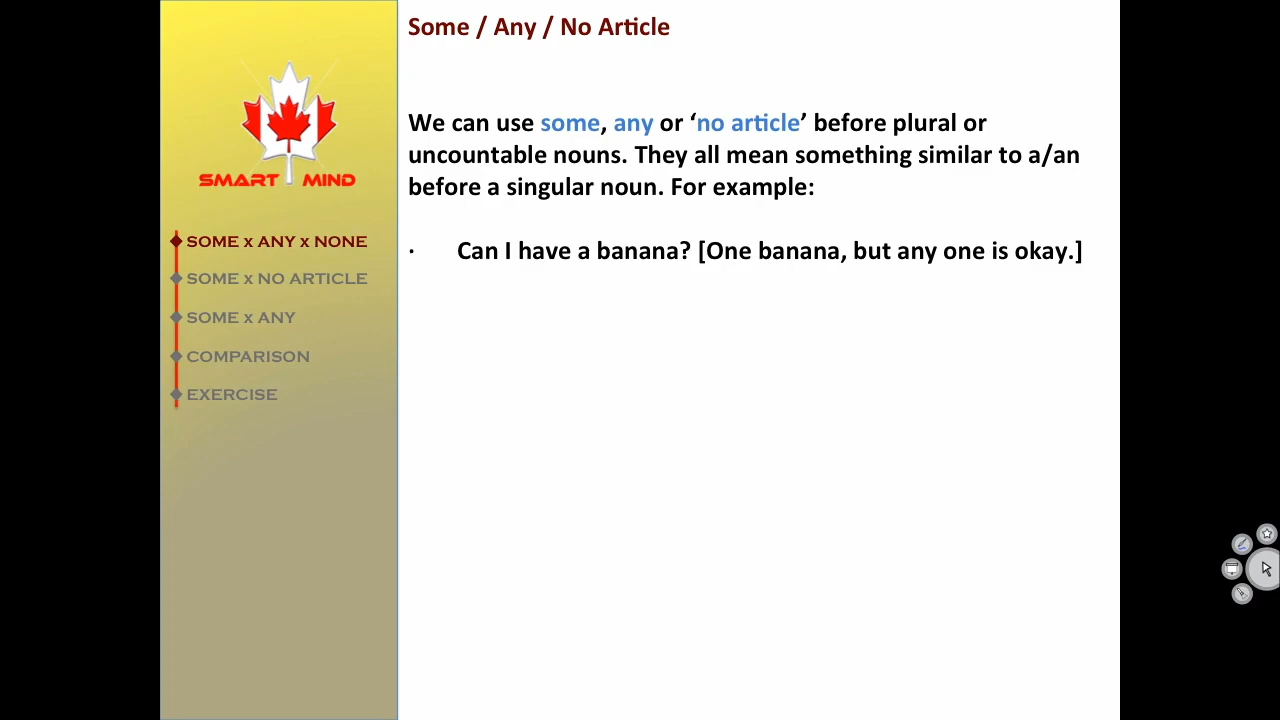 SMART MIND
SOME x ANY x NONE
SOME x NO ARTICLE
SOME x ANY
COMPARISON
EXERCISE
Some / Any / No Article
We can use some, any or ‘no article’ before plural or
uncountable nouns. They all mean something similar to a/an
before a singular noun. For example:
· Can I have a banana? [One banana, but any one is okay.]